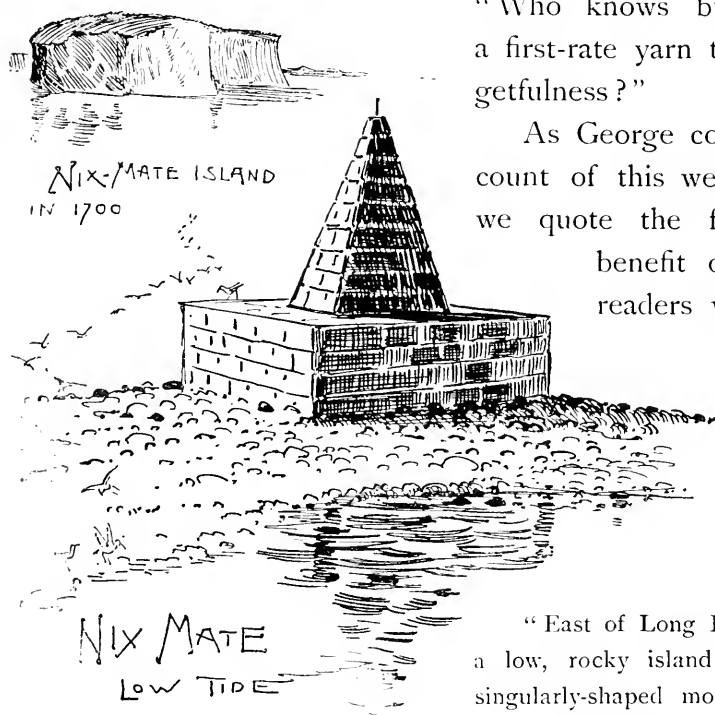 "Who knows b
a first-rate yarn t
getfulness?"
As George co
count of this we
we quote the f
benefit o
readers v
NIX-MATE ISLAND
IN 1700
NIX MATE
LOW TIDE
"East of Long I
a low, rocky island
singularly-shaped mo